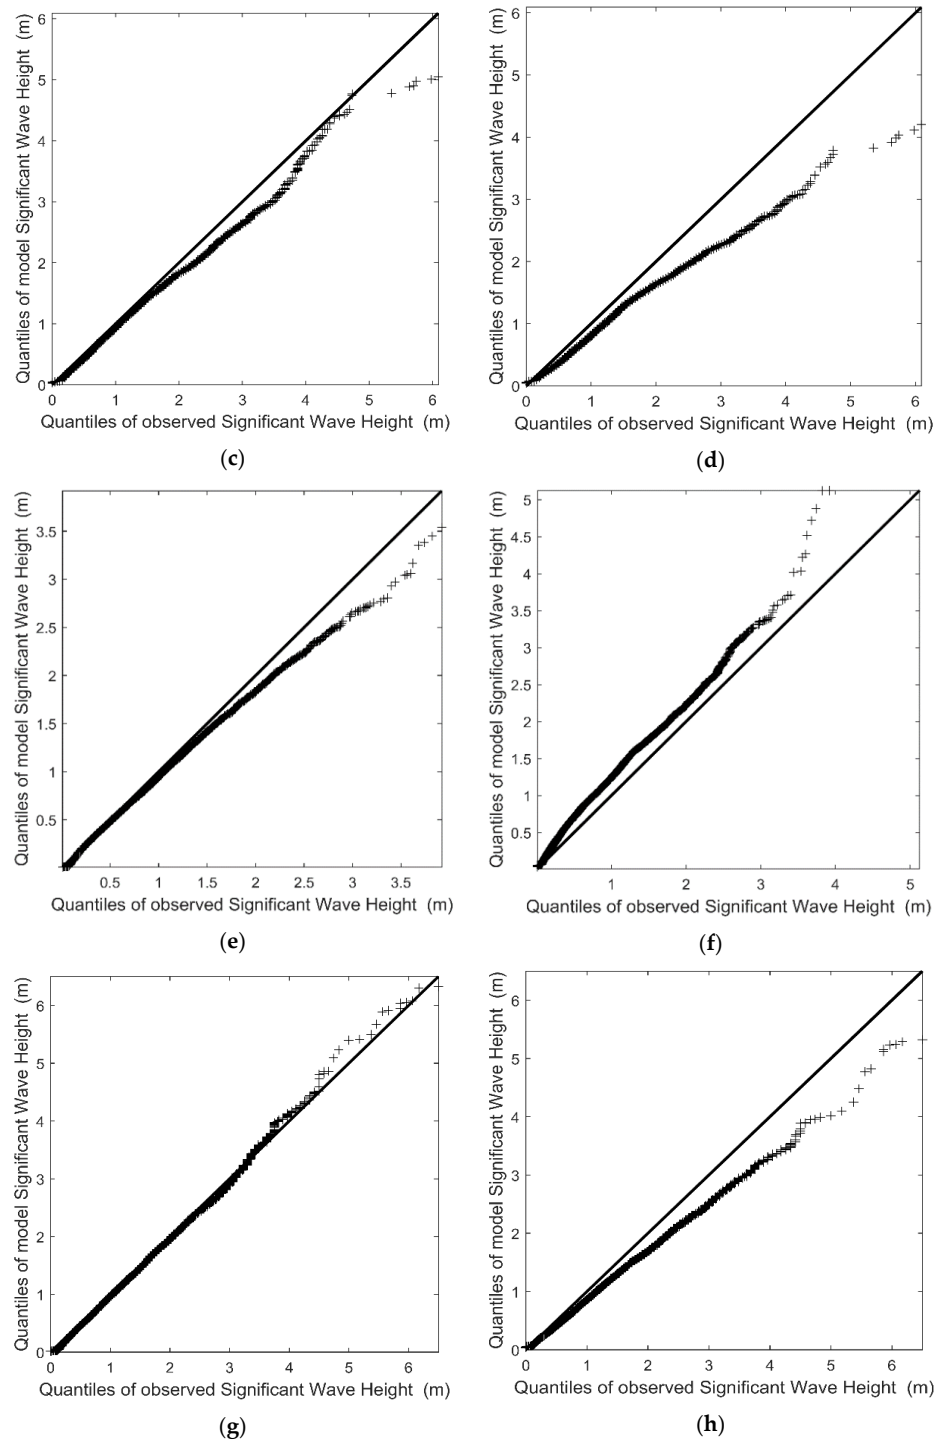 Quantiles of model Significant Wave Height (m)
6
5
4
3
2
1
0
0 1 2 3 4 5 6
Quantiles of observed Significant Wave Height (m)
(c)
Quantiles of model Significant Wave Height (m)
6
5
4
3
2
1
0
0 1 2 3 4 5 6
Quantiles of observed Significant Wave Height (m)
(d)
Quantiles of model Significant Wave Height (m)
3.5
3
2.5
2
1.5
1
0.5
0.5 1 1.5 2 2.5 3 3.5
Quantiles of observed Significant Wave Height (m)
(e)
Quantiles of model Significant Wave Height (m)
5
4.5
4
3.5
3
2.5
2
1.5
1
0.5
1 2 3 4 5
Quantiles of observed Significant Wave Height (m)
(f)
Quantiles of model Significant Wave Height (m)
6
5
4
3
2
1
0
0 1 2 3 4 5 6
Quantiles of observed Significant Wave Height (m)
(g)
Quantiles of model Significant Wave Height (m)
6
5
4
3
2
1
0
0 1 2 3 4 5 6
Quantiles of observed Significant Wave Height (m)
(h)